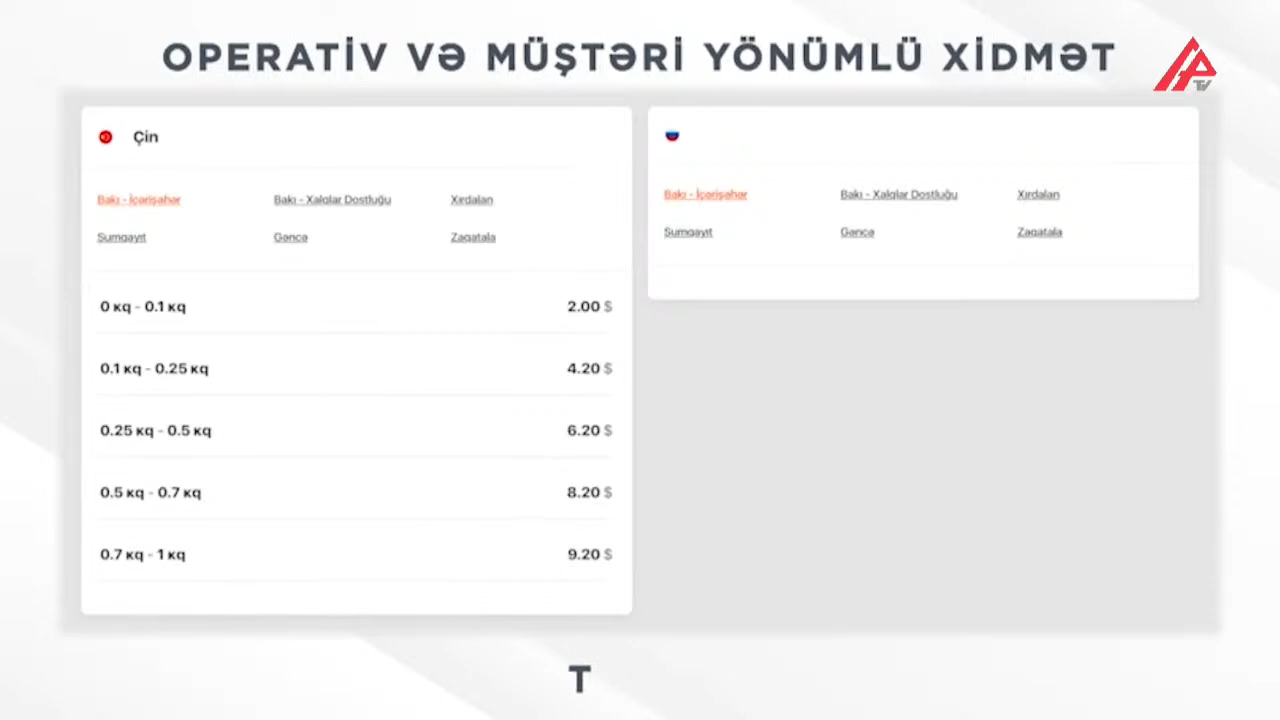 OPERATİV VƏ MÜŞTƏRİ YÖNÜMLÜ XİDMƏT
TV
Çin
Bakı - İçərişəhər Bakı - Xalqlar Dostluğu Xırdalan
Sumqayıt Gəncə Zaqatala
0 кq - 0.1 кq 2.00 $
0.1 кq - 0.25 кq 4.20 $
0.25 кq - 0.5 кq 6.20 $
0.5 кq - 0.7 кq 8.20 $
0.7 кq - 1 кq 9.20 $
Bakı - İçərişəhər Bakı - Xalqlar Dostluğu Xırdalan
Sumqayıt Gəncə Zaqatala
T